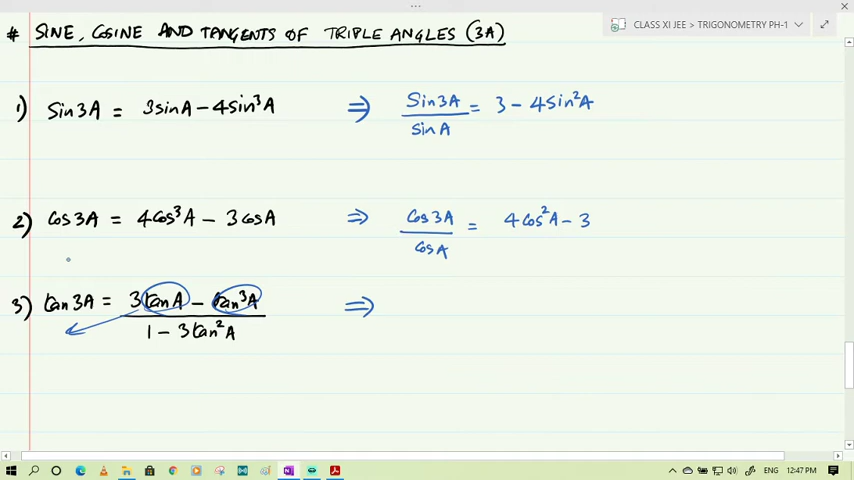 CLASS XI JEE > TRIGONOMETRY PH-1
# SINE, COSINE AND TANGENTS OF TRIPLE ANGLES (3A)
1) Sin3A = 3sinA - 4sin³A ⇒ Sin3A/sinA = 3 - 4sin²A
2) Cos3A = 4cos³A - 3cosA ⇒ Cos3A/cosA = 4cos²A - 3
3) tan3A = 3tanA - tan³A / 1 - 3tan²A ⇒
ENG 12:47 PM